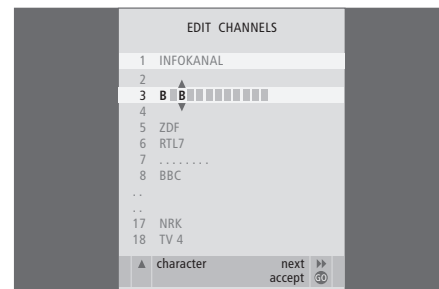 EDIT CHANNELS
1 INFOKANAL
2
3 B B
4
5 ZDF
6 RTL7
7 ........
8 BBC
..
..
17 NRK
18 TV 4
▲ character next ▶▶
accept GO